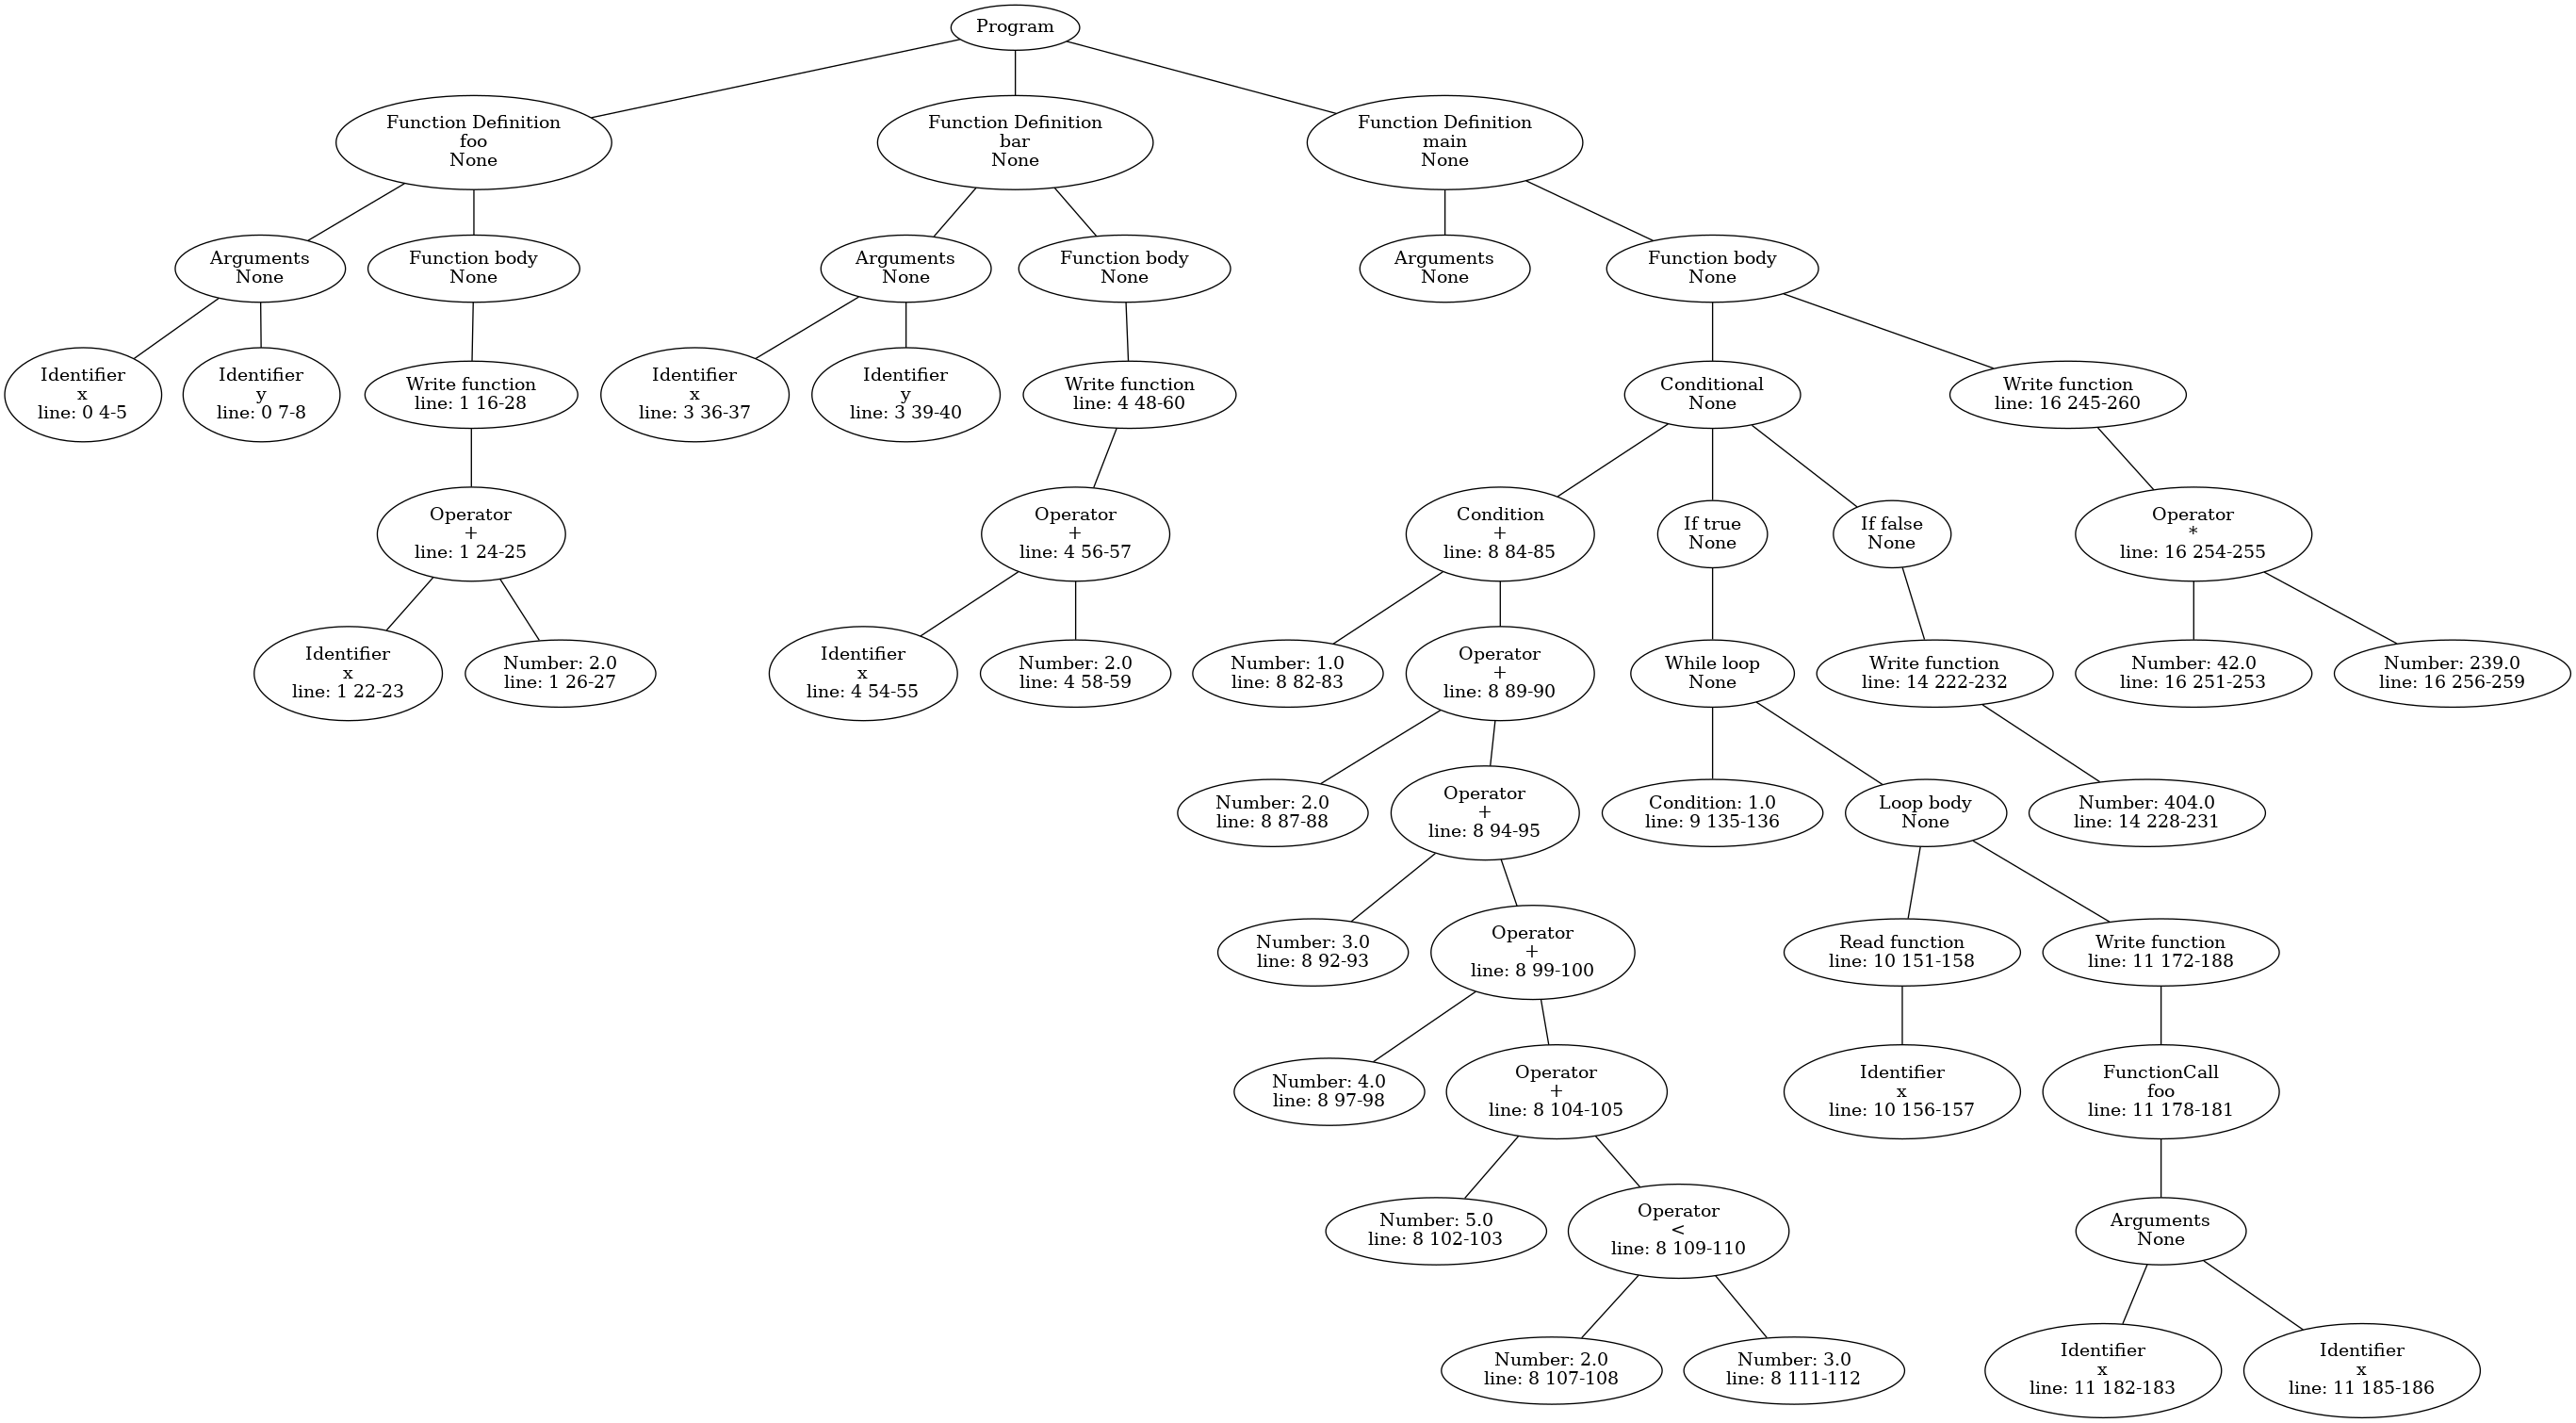 Program
Function Definition
foo
None
Function Definition
bar
None
Function Definition
main
None
Arguments
None
Function body
None
Arguments
None
Function body
None
Arguments
None
Function body
None
Identifier
x
line: 0 4-5
Identifier
y
line: 0 7-8
Write function
line: 1 16-28
Identifier
x
line: 3 36-37
Identifier
y
line: 3 39-40
Write function
line: 4 48-60
Conditional
None
Write function
line: 16 245-260
Operator
+
line: 1 24-25
Operator
+
line: 4 56-57
Condition
+
line: 8 84-85
If true
None
If false
None
Operator
*
line: 16 254-255
Identifier
x
line: 1 22-23
Number: 2.0
line: 1 26-27
Identifier
x
line: 4 54-55
Number: 2.0
line: 4 58-59
Number: 1.0
line: 8 82-83
Operator
+
line: 8 89-90
While loop
None
Write function
line: 14 222-232
Number: 42.0
line: 16 251-253
Number: 239.0
line: 16 256-259
Number: 2.0
line: 8 87-88
Operator
+
line: 8 94-95
Condition: 1.0
line: 9 135-136
Loop body
None
Number: 404.0
line: 14 228-231
Number: 3.0
line: 8 92-93
Operator
+
line: 8 99-100
Read function
line: 10 151-158
Write function
line: 11 172-188
Number: 4.0
line: 8 97-98
Operator
+
line: 8 104-105
Identifier
x
line: 10 156-157
FunctionCall
foo
line: 11 178-181
Number: 5.0
line: 8 102-103
Operator
<
line: 8 109-110
Arguments
None
Number: 2.0
line: 8 107-108
Number: 3.0
line: 8 111-112
Identifier
x
line: 11 182-183
Identifier
x
line: 11 185-186